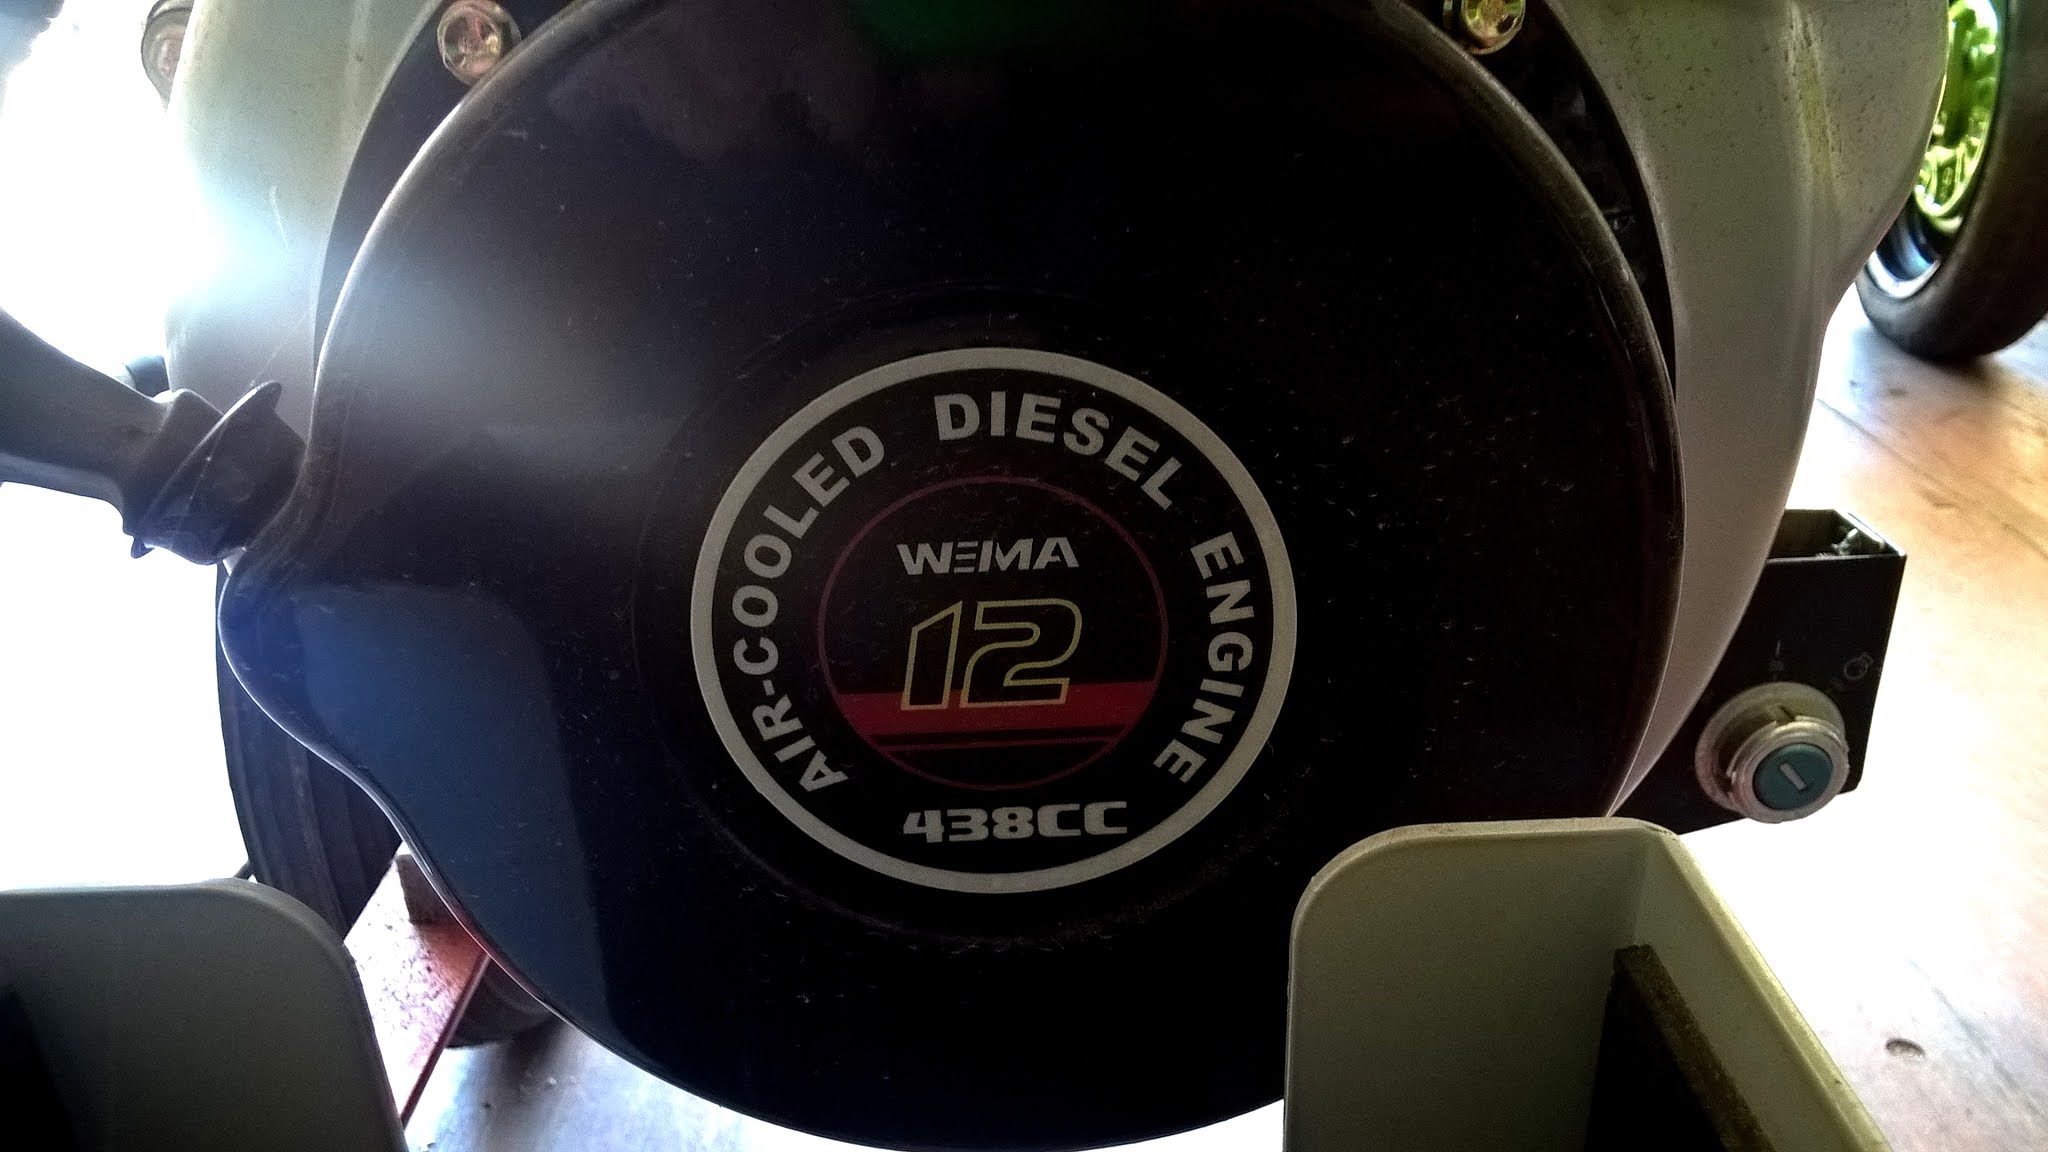 AIR-COOLED DIESEL ENGINE
WEIMA
12
438CC